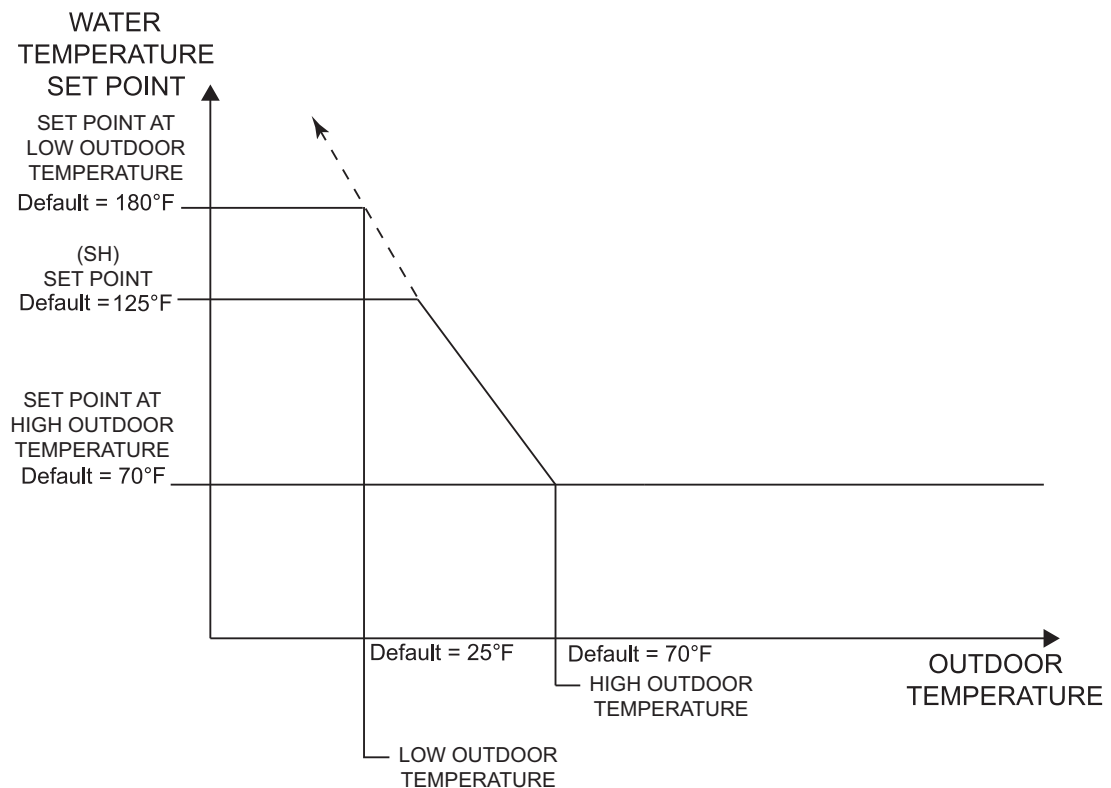 WATER
TEMPERATURE
SET POINT
SET POINT AT
LOW OUTDOOR
TEMPERATURE
Default = 180°F
(SH)
SET POINT
Default = 125°F
SET POINT AT
HIGH OUTDOOR
TEMPERATURE
Default = 70°F
Default = 25°F
Default = 70°F
HIGH OUTDOOR
TEMPERATURE
OUTDOOR
TEMPERATURE
LOW OUTDOOR
TEMPERATURE